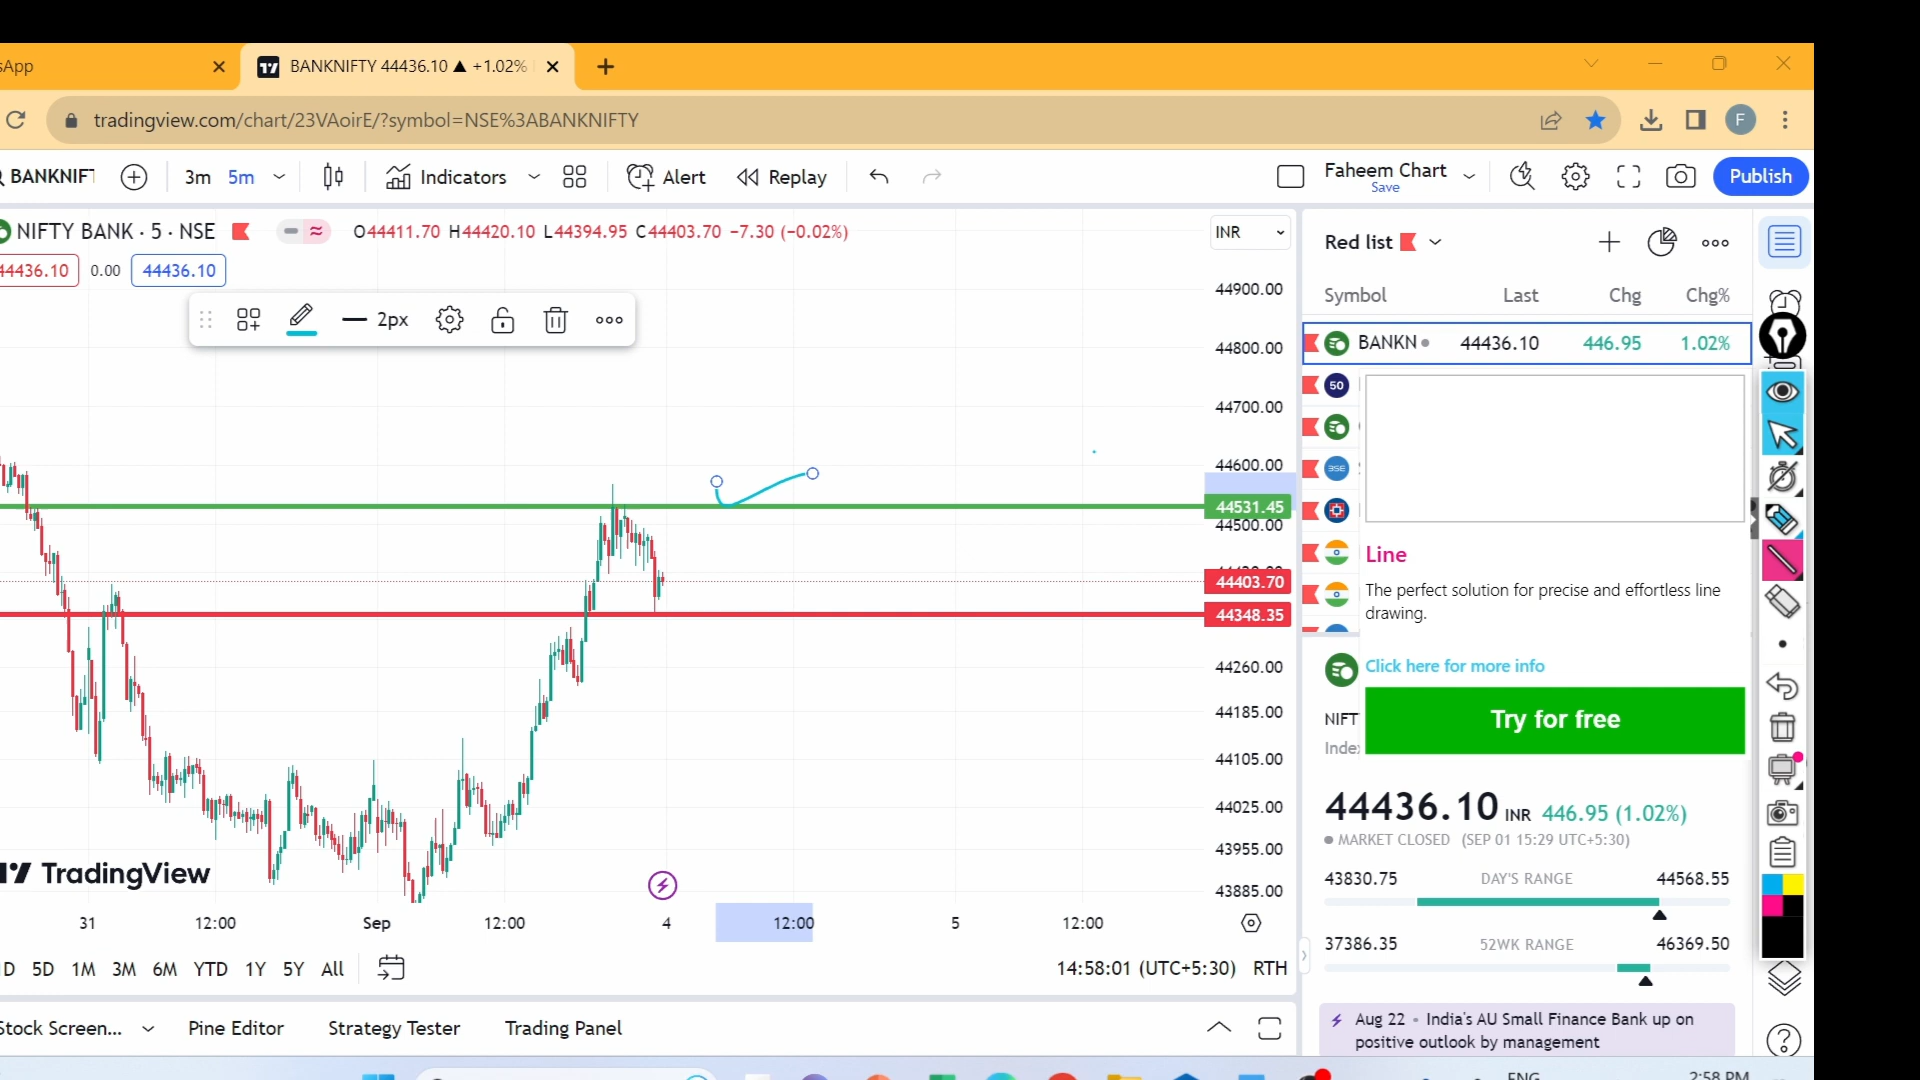 sApp
BANKNIFTY 44436.10 ▲ +1.02%
tradingview.com/chart/23VAoirE/?symbol=NSE%3ABANKNIFTY
BANKNIFT 3m 5m Indicators Alert Replay Faheem Chart Save Publish
NIFTY BANK · 5 · NSE O44411.70 H44420.10 L44394.95 C44403.70 −7.30 (−0.02%) INR
44436.10 0.00 44436.10
2px
44900.00
44800.00
44700.00
44600.00
44531.45
44500.00
44403.70
44348.35
44260.00
44185.00
44105.00
44025.00
43955.00
43885.00
TradingView
31 12:00 Sep 12:00 4 12:00 5 12:00
D 5D 1M 3M 6M YTD 1Y 5Y All 14:58:01 (UTC+5:30) RTH
Stock Screen... Pine Editor Strategy Tester Trading Panel
Red list
Symbol Last Chg Chg%
BANKN 44436.10 446.95 1.02%
50
BSE
Line
The perfect solution for precise and effortless line
drawing.
Click here for more info
NIFT
Try for free
Inde
44436.10 INR 446.95 (1.02%)
MARKET CLOSED (SEP 01 15:29 UTC+5:30)
43830.75 DAY'S RANGE 44568.55
37386.35 52WK RANGE 46369.50
Aug 22 • India's AU Small Finance Bank up on
positive outlook by management
F
ENG
2:58 PM